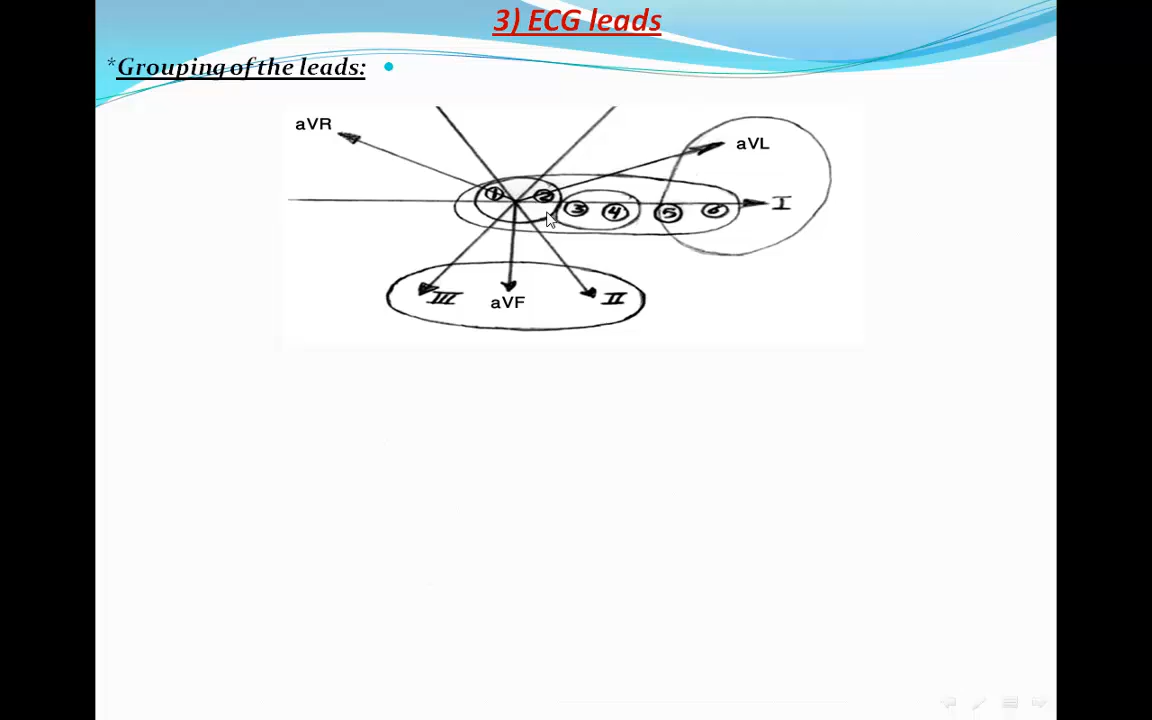 3) ECG leads
*Grouping of the leads:
aVR
aVL
1 2 3 4 5 6 I
III aVF II